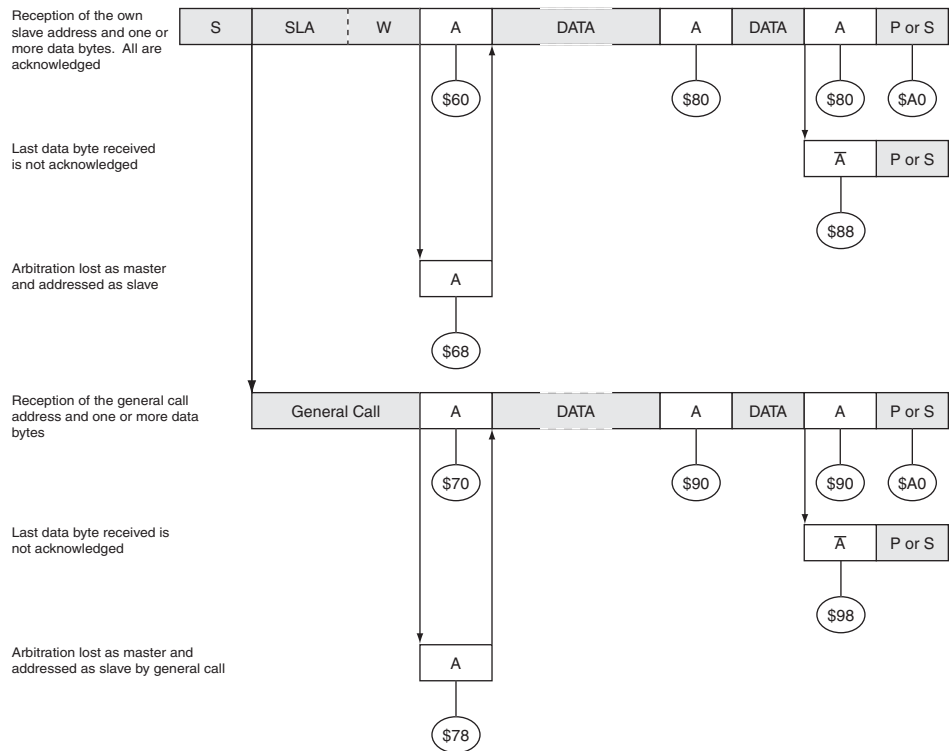 Reception of the own
slave address and one or
more data bytes. All are
acknowledged
S SLA W A DATA A DATA A P or S
$60 $80 $80 $A0
Last data byte received
is not acknowledged
A̅ P or S
$88
Arbitration lost as master
and addressed as slave
A
$68
Reception of the general call
address and one or more data
bytes
General Call A DATA A DATA A P or S
$70 $90 $90 $A0
Last data byte received is
not acknowledged
A̅ P or S
$98
Arbitration lost as master and
addressed as slave by general call
A
$78